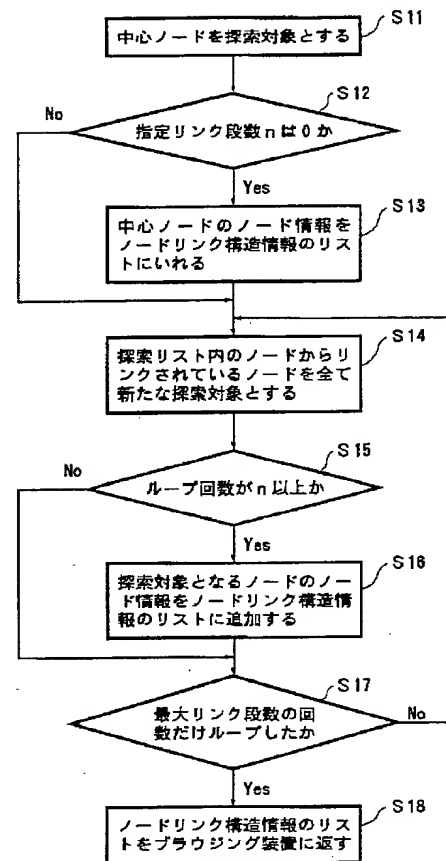 S11
中心ノードを探索対象とする
S12
No
指定リンク段数nは0か
Yes
S13
中心ノードのノード情報を
ノードリンク構造情報のリス
トにいれる
S14
探索リスト内のノードからリ
ンクされているノードを全て
新たな探索対象とする
S15
No
ループ回数がn以上か
Yes
S16
探索対象となるノードのノー
ド情報をノードリンク構造情
報のリストに追加する
S17
最大リンク段数の回
数だけループしたか
No
Yes
S18
ノードリンク構造情報のリス
トをブラウジング装置に返す